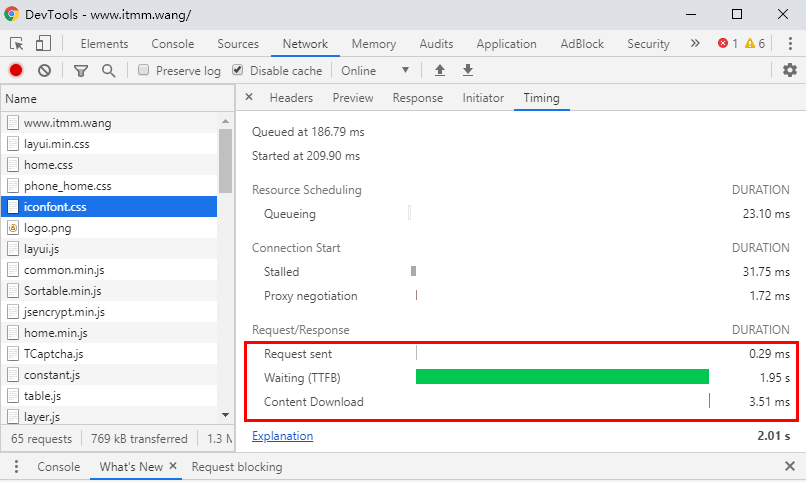 DevTools - www.itmm.wang/
Elements Console Sources Network Memory Audits Application AdBlock Security » 1 6
Preserve log Disable cache Online
Name
Headers Preview Response Initiator Timing
www.itmm.wang
layui.min.css
home.css
phone_home.css
iconfont.css
logo.png
layui.js
common.min.js
Sortable.min.js
jsencrypt.min.js
home.min.js
TCaptcha.js
constant.js
table.js
layer.js
65 requests 769 kB transferred 1.3 M
Queued at 186.79 ms
Started at 209.90 ms
Resource Scheduling DURATION
Queueing 23.10 ms
Connection Start DURATION
Stalled 31.75 ms
Proxy negotiation 1.72 ms
Request/Response DURATION
Request sent 0.29 ms
Waiting (TTFB) 1.95 s
Content Download 3.51 ms
Explanation 2.01 s
Console What's New Request blocking